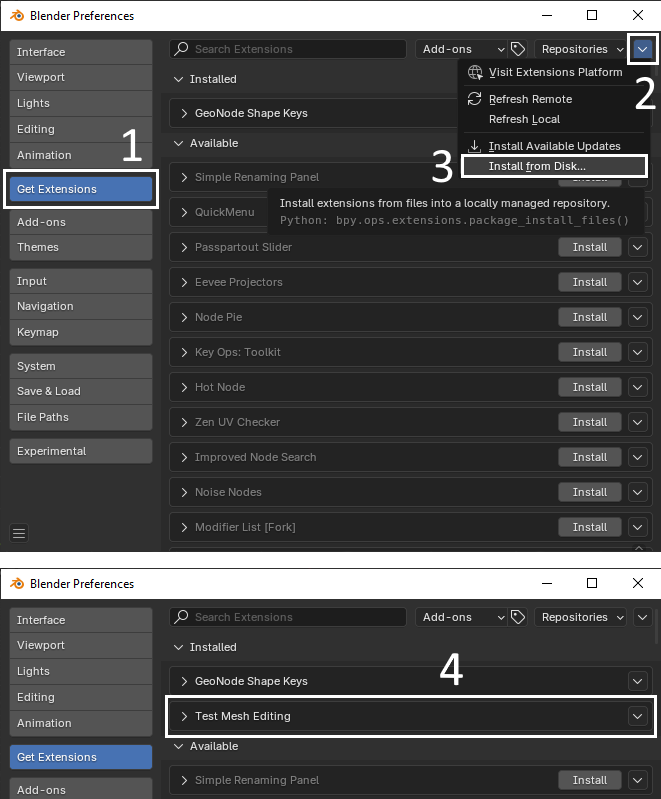 Blender Preferences
Interface
Viewport
Lights
Editing
Animation
1
Get Extensions
Add-ons
Themes
Input
Navigation
Keymap
System
Save & Load
File Paths
Experimental
Search Extensions Add-ons Repositories
2
Visit Extensions Platform
Refresh Remote
Refresh Local
Install Available Updates
3 Install from Disk...
Installed
GeoNode Shape Keys
Available
Simple Renaming Panel Install
QuickMenu
Install extensions from files into a locally managed repository.
Python: bpy.ops.extensions.package_install_files()
Passpartout Slider Install
Eevee Projectors Install
Node Pie Install
Key Ops: Toolkit Install
Hot Node Install
Zen UV Checker Install
Improved Node Search Install
Noise Nodes Install
Modifier List [Fork] Install
Blender Preferences
Interface
Viewport
Lights
Editing
Animation
Get Extensions
Add-ons
Search Extensions Add-ons Repositories
Installed
4
GeoNode Shape Keys
Test Mesh Editing
Available
Simple Renaming Panel Install